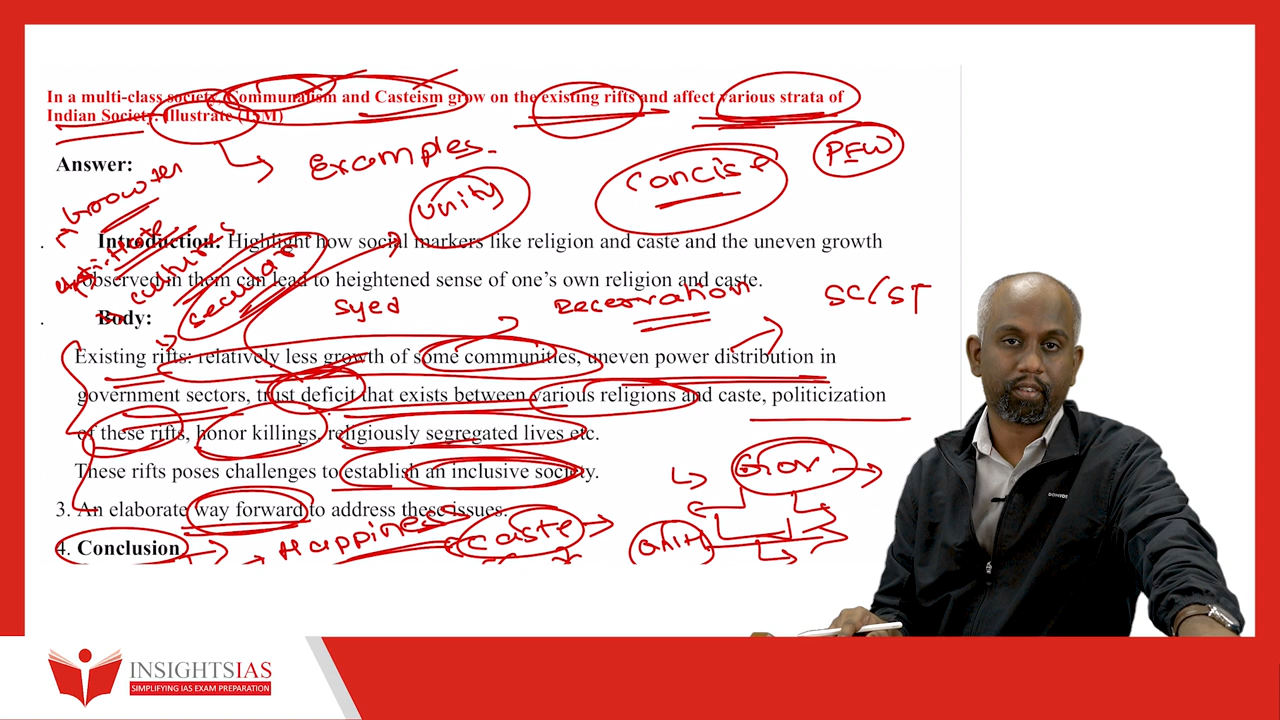 In a multi-class society, Communalism and Casteism grow on the existing rifts and affect various strata of
Indian Society. Illustrate (15M)
PFW
Answer:
Examples
Concise
Unity
Introduction: Highlight how social markers like religion and caste and the uneven growth
cultures
observed in them can lead to heightened sense of one's own religion and caste.
secular
Syed
Reservation
SC/ST
Body:
Existing rifts: relatively less growth of some communities, uneven power distribution in
government sectors, trust deficit that exists between various religions and caste, politicization
of these rifts, honor killings, religiously segregated lives etc.
These rifts poses challenges to establish an inclusive society.
3. An elaborate way forward to address these issues.
4. Conclusion
Happiness
Caste
INSIGHTSIAS
SIMPLIFYING IAS EXAM PREPARATION